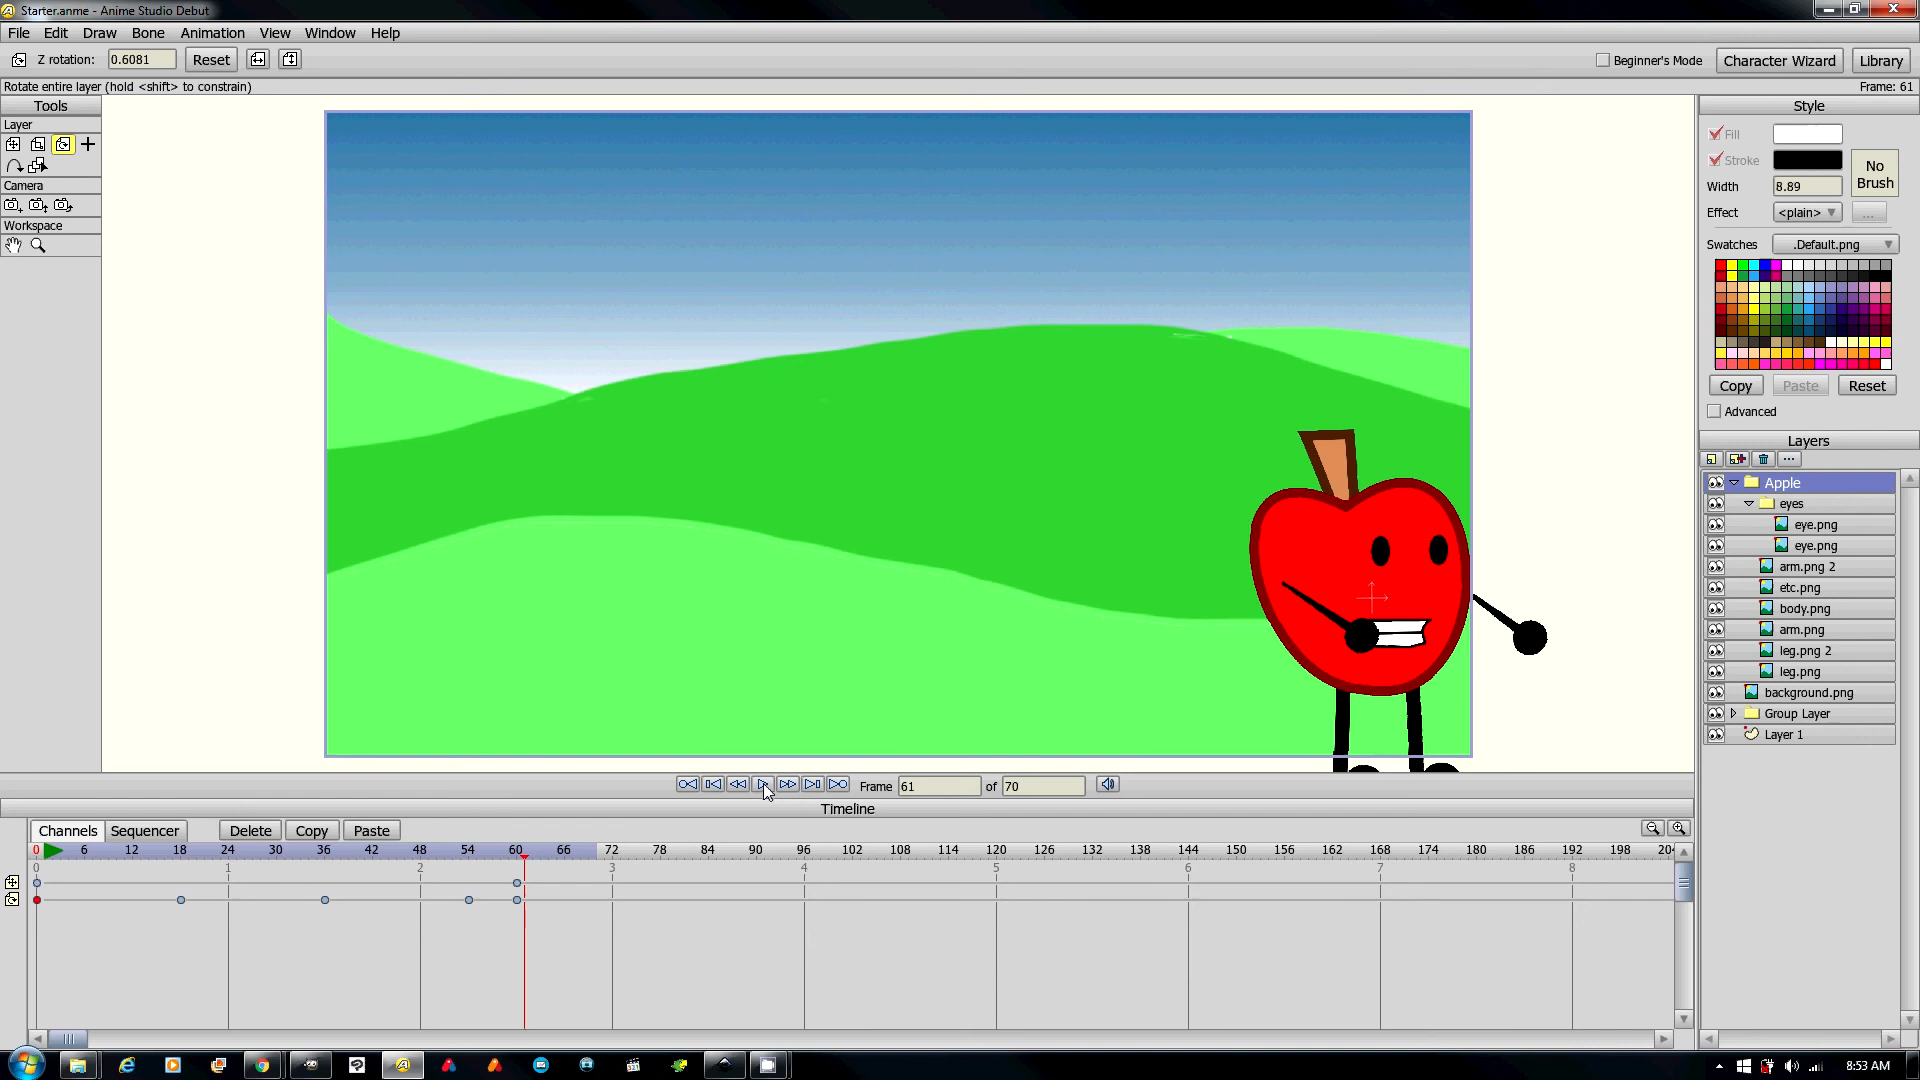 Starter.anme - Anime Studio Debut
File Edit Draw Bone Animation View Window Help
Z rotation: 0.6081 Reset Beginner's Mode Character Wizard Library
Rotate entire layer (hold <shift> to constrain) Frame: 61
Tools
Layer
Camera
Workspace
Style
Fill
Stroke
No Brush
Width 8.89
Effect <plain> ...
Swatches .Default.png
Copy Paste Reset
Advanced
Layers
Apple
eyes
eye.png
eye.png
arm.png 2
etc.png
body.png
arm.png
leg.png 2
leg.png
background.png
Group Layer
Layer 1
Frame 61 of 70
Timeline
Channels Sequencer Delete Copy Paste
0 6 12 18 24 30 36 42 48 54 60 66 72 78 84 90 96 102 108 114 120 126 132 138 144 150 156 162 168 174 180 186 192 198 204
0 1 2 3 4 5 6 7 8
8:53 AM